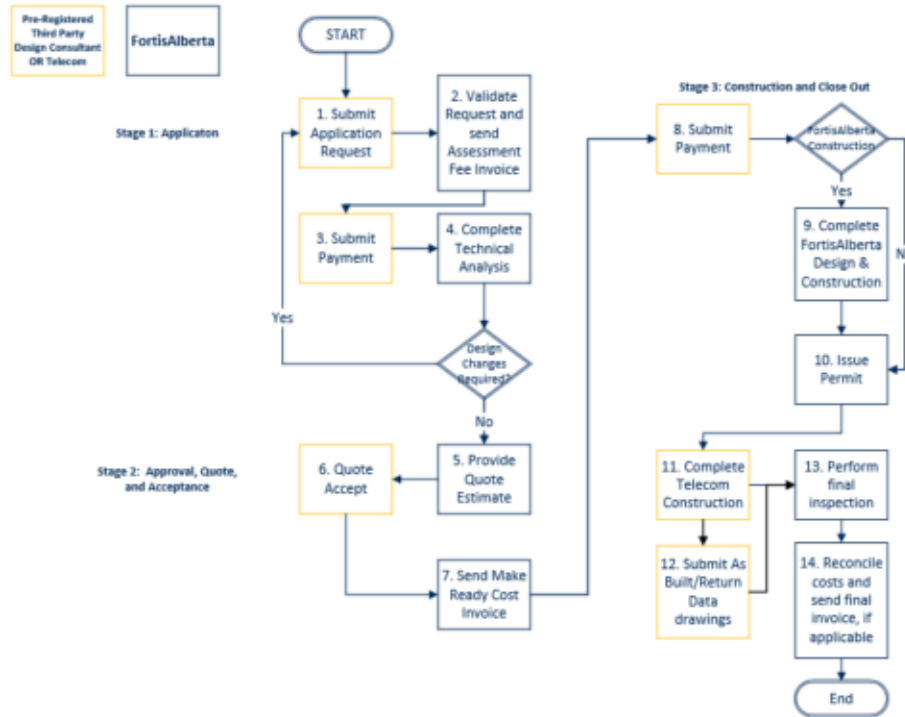 Pre-Registered
Third Party
Design Consultant
OR Telecom
FortisAlberta
START
Stage 1: Applicaton
1. Submit
Application
Request
2. Validate
Request and
send
Assessment
Fee Invoice
3. Submit
Payment
4. Complete
Technical
Analysis
Yes
Design
Changes
Required?
No
Stage 2: Approval, Quote,
and Acceptance
6. Quote
Accept
5. Provide
Quote
Estimate
7. Send Make
Ready Cost
Invoice
Stage 3: Construction and Close Out
8. Submit
Payment
FortisAlberta
Construction
Yes
9. Complete
FortisAlberta
Design &
Construction
N
10. Issue
Permit
11. Complete
Telecom
Construction
13. Perform
final
inspection
12. Submit As
Built/Return
Data
drawings
14. Reconcile
costs and
send final
invoice, if
applicable
End